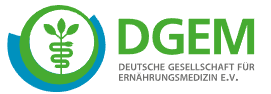 DGEM
DEUTSCHE GESELLSCHAFT FÜR
ERNÄHRUNGSMEDIZIN E.V.